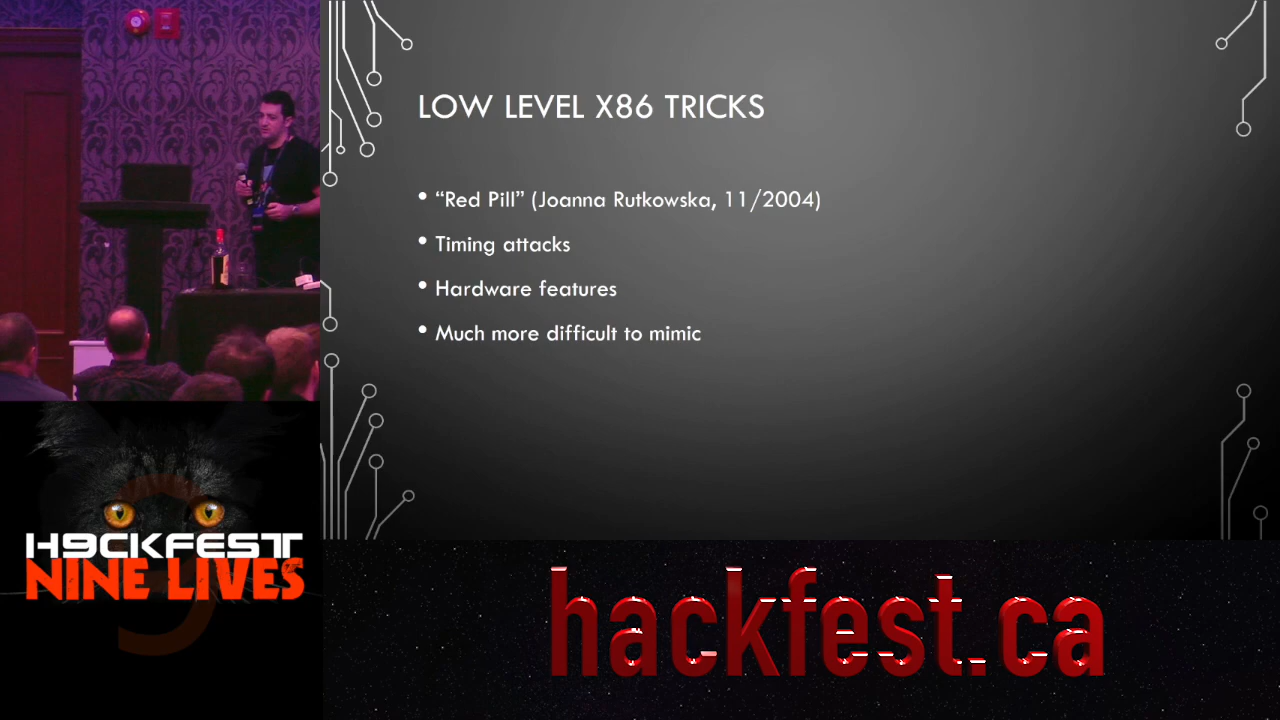 LOW LEVEL X86 TRICKS
• “Red Pill” (Joanna Rutkowska, 11/2004)
• Timing attacks
• Hardware features
• Much more difficult to mimic
H9CKFEST
NINE LIVES
9
hackfest.ca